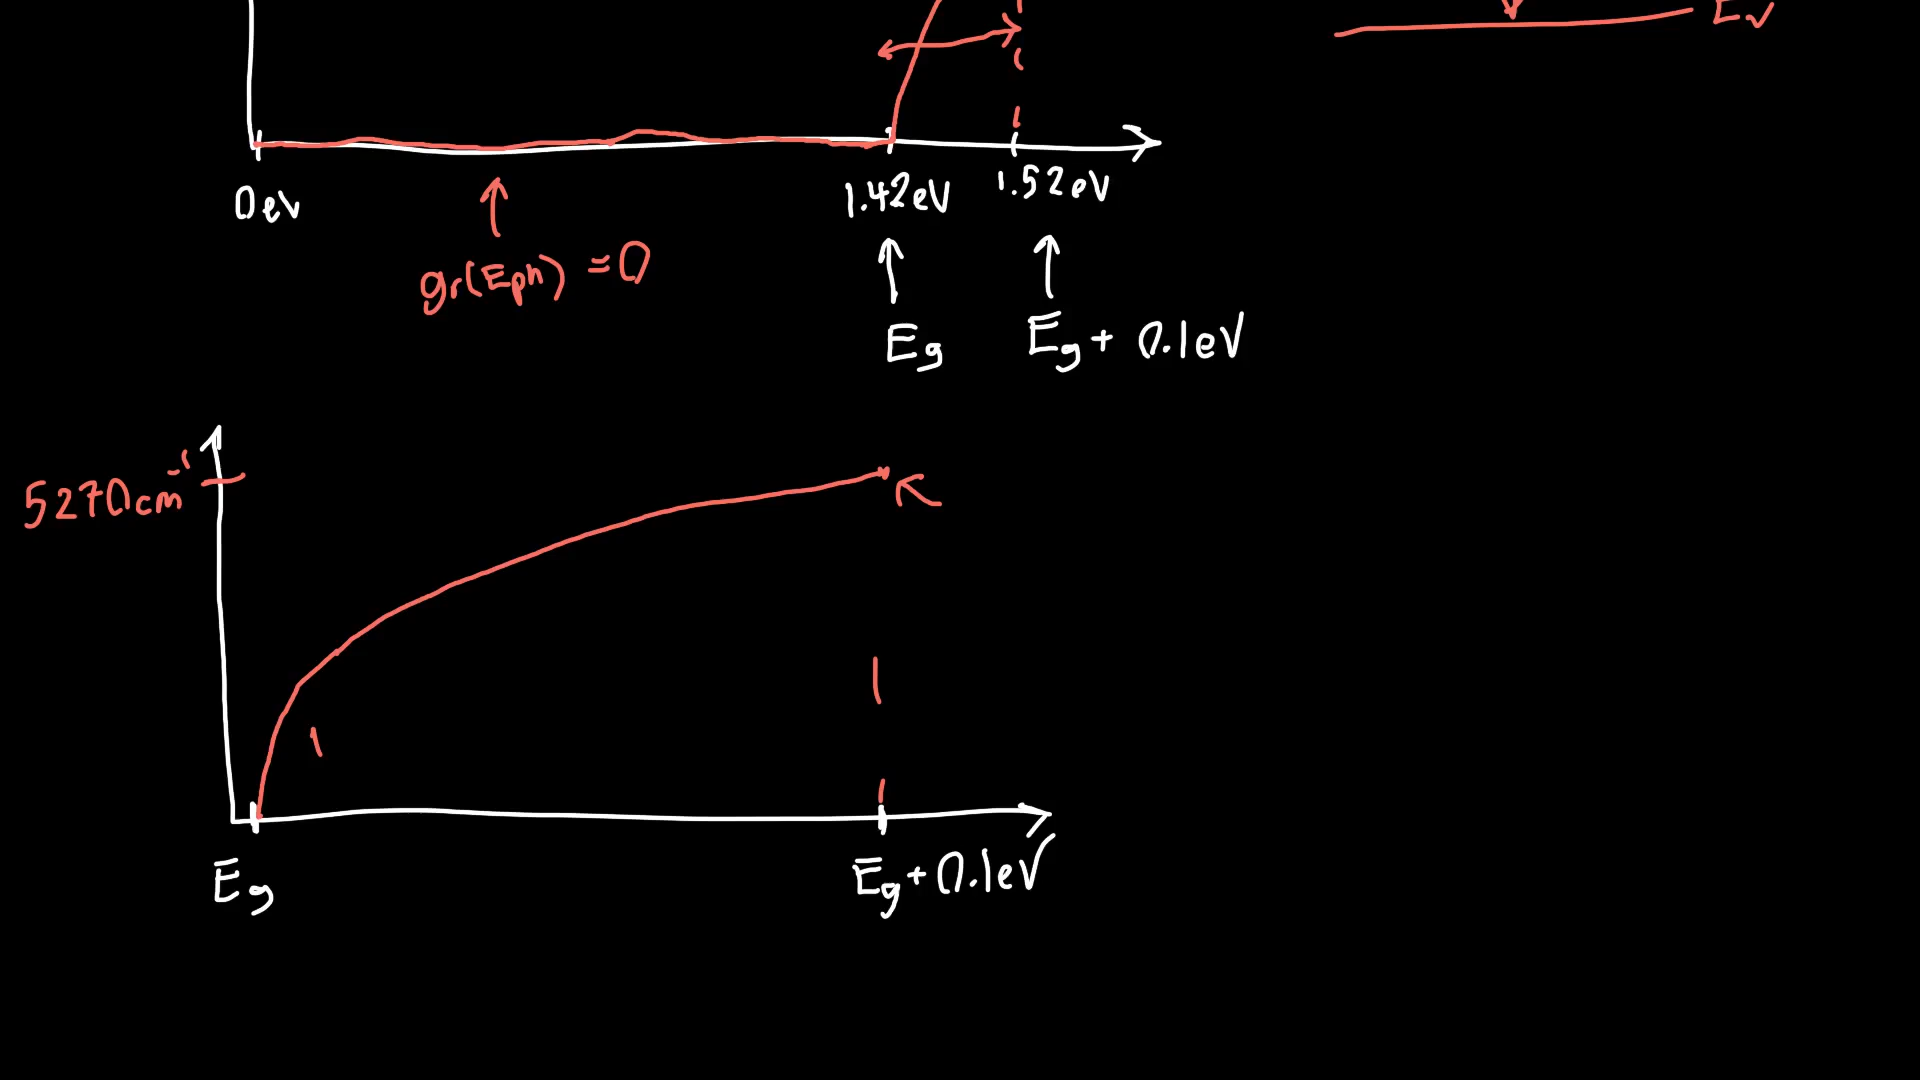 Ev
0ev
1.42eV
1.52eV
gr(Eph) = 0
Eg
Eg + 0.1eV
5270cm⁻¹
Eg
Eg + 0.1eV